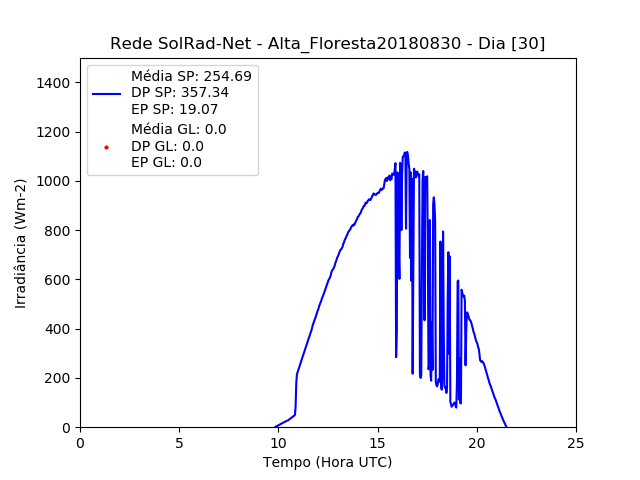 Rede SolRad-Net - Alta_Floresta20180830 - Dia [30]
Média SP: 254.69
DP SP: 357.34
EP SP: 19.07
Média GL: 0.0
DP GL: 0.0
EP GL: 0.0
Irradiância (Wm-2)
1400
1200
1000
800
600
400
200
0
0 5 10 15 20 25
Tempo (Hora UTC)